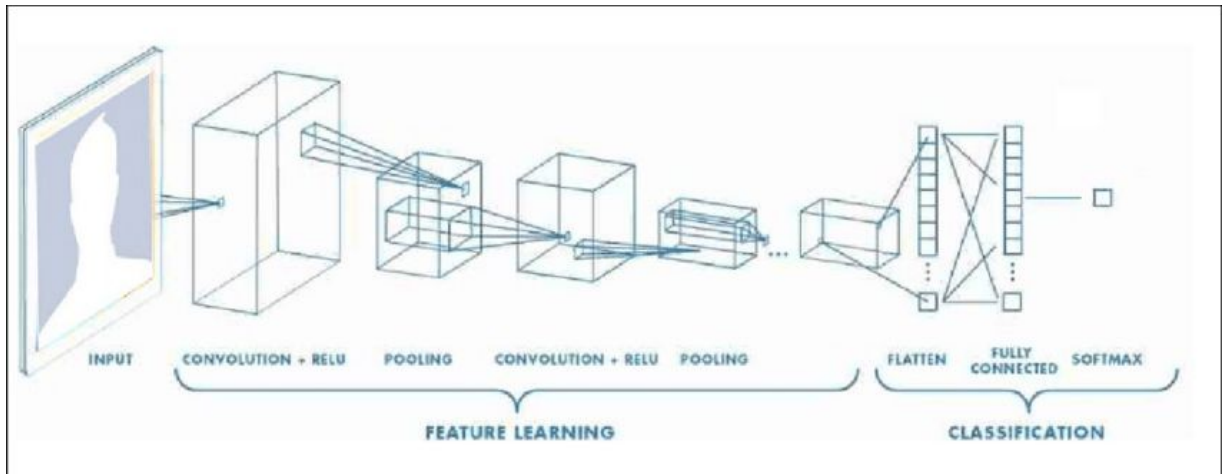 INPUT
CONVOLUTION + RELU
POOLING
CONVOLUTION + RELU
POOLING
FLATTEN
FULLY
CONNECTED
SOFTMAX
FEATURE LEARNING
CLASSIFICATION